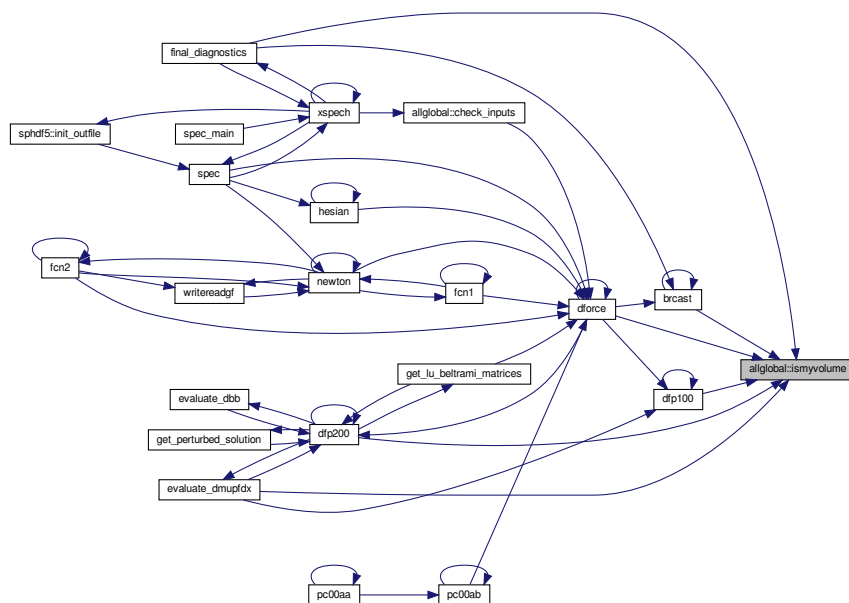 final_diagnostics
xspech
allglobal::check_inputs
sphdf5::init_outfile
spec_main
spec
hesian
fcn2
newton
writereadgf
fcn1
brcast
dforce
allglobal::ismyvolume
get_lu_beltrami_matrices
evaluate_dbb
dfp100
dfp200
get_perturbed_solution
evaluate_dmupfdx
pc00aa
pc00ab